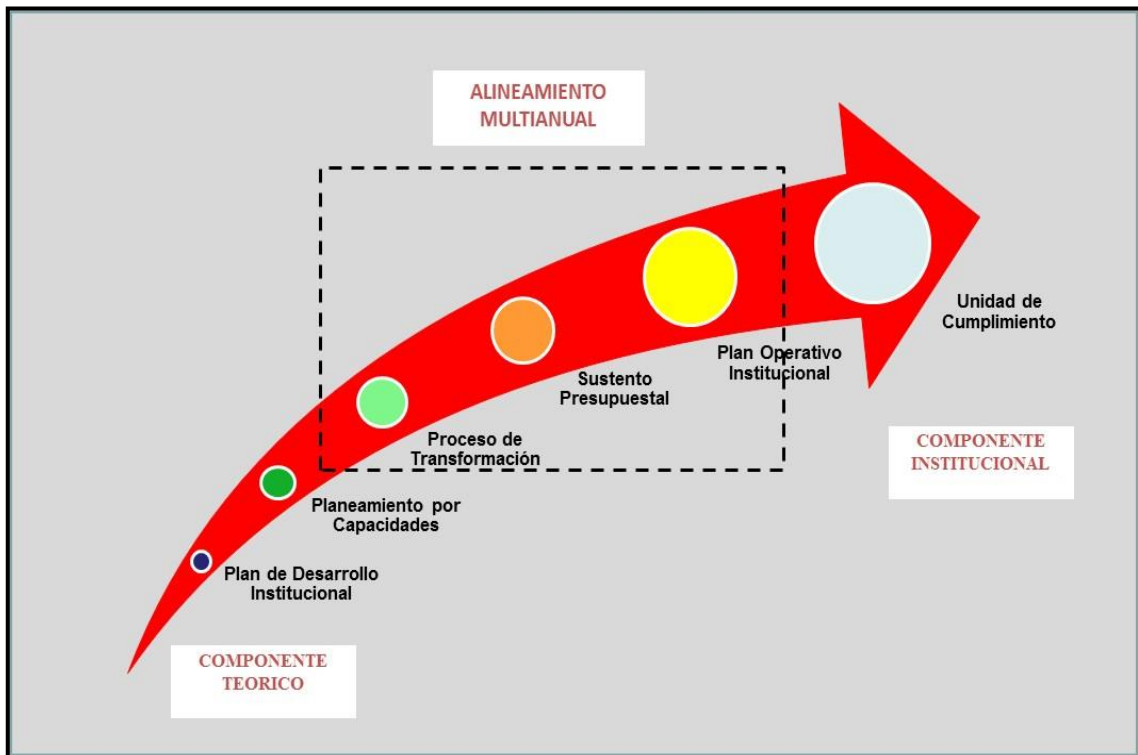 ALINEAMIENTO
MULTIANUAL
Unidad de
Cumplimiento
Plan Operativo
Institucional
Sustento
Presupuestal
Proceso de
Transformación
Planeamiento por
Capacidades
Plan de Desarrollo
Institucional
COMPONENTE
INSTITUCIONAL
COMPONENTE
TEORICO